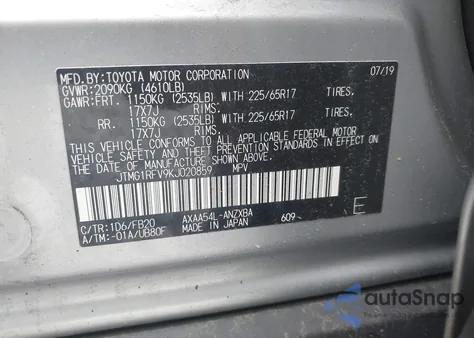 MFD.BY:TOYOTA MOTOR CORPORATION 07/19
GVWR:2090KG (4610LB)
GAWR:FRT. 1150KG (2535LB) WITH 225/65R17 TIRES,
17X7J RIMS,
RR. 1150KG (2535LB) WITH 225/65R17 TIRES,
17X7J RIMS,
THIS VEHICLE CONFORMS TO ALL APPLICABLE FEDERAL MOTOR
VEHICLE SAFETY AND
STANDARDS IN EFFECT ON THE
DATE OF MANUFACTURE SHOWN ABOVE.
JTMG1RFV9KJ020859 MPV
C/TR:1D6/FB20 AXAA54L-ANZXBA 609 E
A/TM:-01A/UB80F MADE IN JAPAN
autoSnap
Powered by